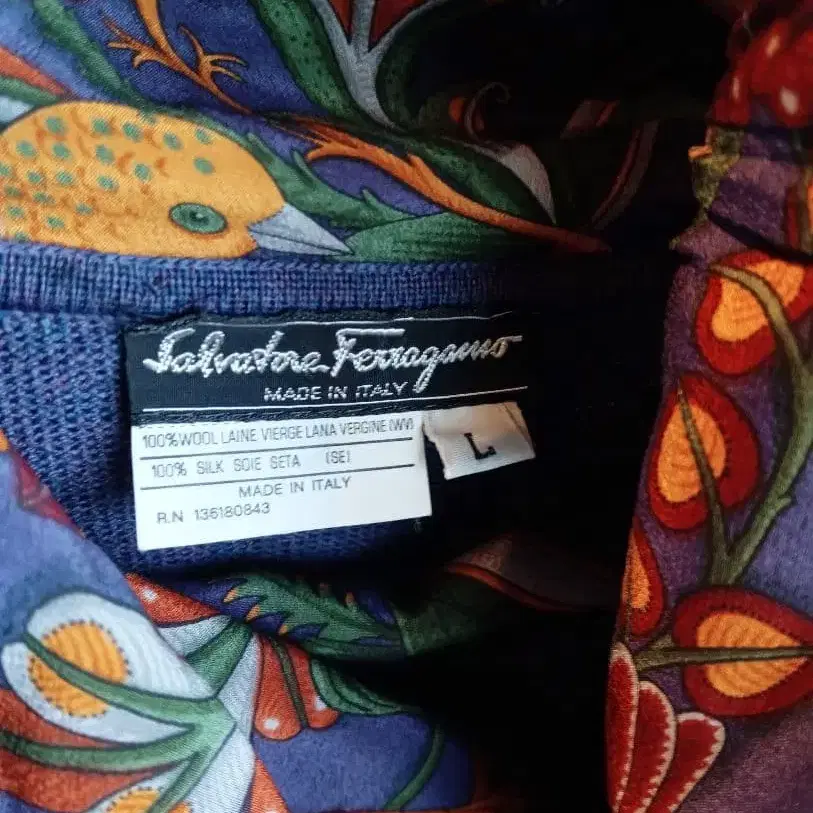 Salvatore Ferragamo
MADE IN ITALY
100%WOOL LAINE VIERGE LANA VERGINE (WV)
100% SILK SOIE SETA (SE)
MADE IN ITALY
R.N 136180843
L